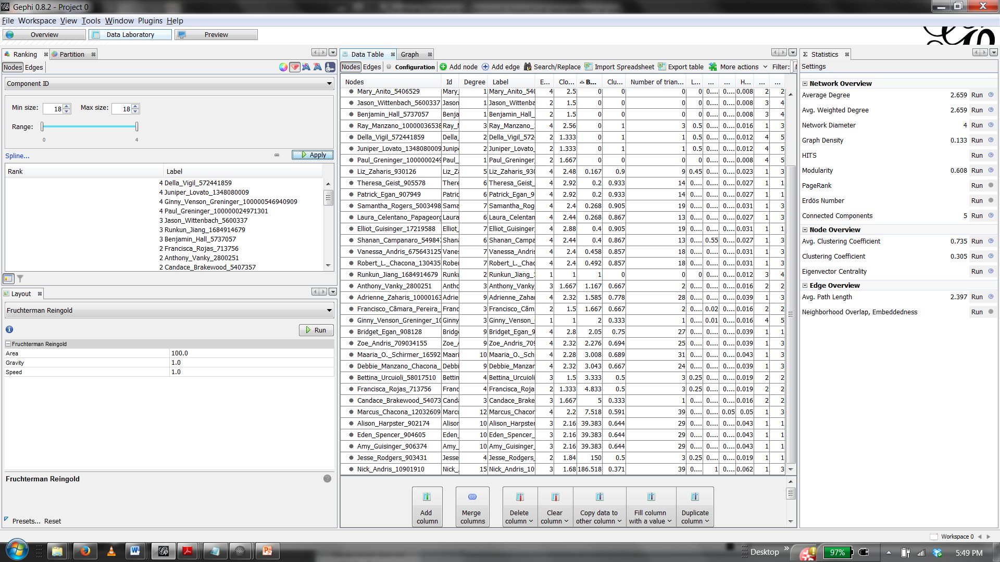 Gephi 0.8.2 - Project 0
File Workspace View Tools Window Plugins Help
Overview Data Laboratory Preview
Ranking Partition
Nodes Edges
Component ID
Min size: 18 Max size: 18
Range:
0 4
Spline... Apply
Rank Label
4 Della_Vigil_572441859
4 Juniper_Lovato_1348080009
4 Ginny_Venson_Greninger_100000546940909
4 Paul_Greninger_100000024971301
3 Jason_Wittenbach_5600337
3 Runkun_Jiang_1684914679
3 Benjamin_Hall_5737057
2 Francisca_Rojas_713756
2 Anthony_Vanky_2800251
2 Candace_Brakewood_5407357
Layout
Fruchterman Reingold
Run
Fruchterman Reingold
Area 100.0
Gravity 1.0
Speed 1.0
Fruchterman Reingold
Presets... Reset
Data Table Graph
Nodes Edges Configuration Add node Add edge Search/Replace Import Spreadsheet Export table More actions Filter:
Nodes Id Degree Label E... Clo... B... Clu... Number of trian... L... ... ... H... ... ...
Mary_Anito_5406529 Mary_ 1 Mary_Anito_540 4 2.5 0 0 0 0 0.... 0.... 0.008 2 2
Jason_Wittenbach_5600337 Jason 1 Jason_Wittenba 2 1.5 0 0 0 0 0.... 0.... 0.008 3 4
Benjamin_Hall_5737057 Benja 1 Benjamin_Hall_ 2 1.5 0 0 0 0 0.... 0.... 0.008 3 4
Ray_Manzano_10000036538 Ray_M 3 Ray_Manzano_ 4 2.56 0 1 3 0.5 0.... 0.... 0.016 1 3
Della_Vigil_572441859 Della_ 2 Della_Vigil_572 2 1.333 0 1 1 0.5 0.... 0.... 0.012 4 5
Juniper_Lovato_1348080009 Junipe 2 Juniper_Lovato_ 2 1.333 0 1 1 0.5 0.... 0.... 0.012 4 5
Paul_Greninger_1000000249 Paul_ 1 Paul_Greninger_ 2 1.667 0 0 0 0 0.... 0.... 0.008 4 5
Liz_Zaharis_930126 Liz_Z 5 Liz_Zaharis_930 4 2.48 0.167 0.9 9 0.45 0.... 0.... 0.023 1 3
Theresa_Geist_905578 There 6 Theresa_Geist_ 4 2.92 0.2 0.933 14 0.... 0.... 0.... 0.027 1 1
Patrick_Egan_907949 Patric 6 Patrick_Egan_9 4 2.92 0.2 0.933 14 0.... 0.... 0.... 0.027 1 1
Samantha_Rogers_5003498 Sama 7 Samantha_Rog 4 2.4 0.268 0.905 19 0.... 0.... 0.... 0.031 1 3
Laura_Celentano_Papageorg Laura 6 Laura_Celentan 4 2.44 0.268 0.867 13 0.... 0.... 0.... 0.027 1 3
Elliot_Guisinger_17219588 Elliot_ 7 Elliot_Guisinger_ 4 2.88 0.4 0.905 19 0.... 0.... 0.... 0.031 1 1
Shanan_Campanaro_549847 Shana 6 Shanan_Campa 4 2.44 0.4 0.867 13 0.... 0.55 0.... 0.027 1 3
Vanessa_Andris_675643125 Vanes 7 Vanessa_Andris 4 2.4 0.458 0.857 18 0.... 0.... 0.... 0.031 1 3
Robert_L._Chacona_130435 Rober 7 Robert_L._Chac 4 2.4 0.492 0.857 18 0.... 0.... 0.... 0.031 1 3
Runkun_Jiang_1684914679 Runku 2 Runkun_Jiang_1 1 1 1 0 0 0 0.... 0.... 0.012 3 4
Anthony_Vanky_2800251 Antho 3 Anthony_Vanky_ 3 1.667 1.167 0.667 2 0.... 0.... 0.... 0.016 2 2
Adrienne_Zaharis_10000163 Adrie 9 Adrienne_Zahar 4 2.32 1.585 0.778 28 0.... 0.... 0.... 0.039 1 3
Francisco_Câmara_Pereira_ Franc 3 Francisco_Câm 2 1.5 1.667 0.667 2 0.... 0.02 0.... 0.016 2 2
Ginny_Venson_Greninger_10 Ginny 3 Ginny_Venson_ 1 1 2 0.333 1 0.... 0.01 0.... 0.016 4 5
Bridget_Egan_908128 Bridg 9 Bridget_Egan_9 4 2.8 2.05 0.75 27 0.... 0.... 0.... 0.039 1 1
Zoe_Andris_709034155 Zoe_A 9 Zoe_Andris_709 4 2.32 2.276 0.694 25 0.... 0.... 0.... 0.039 1 3
Maaria_O._Schirmer_16592 Maari 10 Maaria_O._Sch 4 2.28 3.008 0.689 31 0.... 0.... 0.... 0.043 1 3
Debbie_Manzano_Chacona_ Debbi 9 Debbie_Manzar 4 2.32 3.043 0.667 24 0.... 0.... 0.... 0.039 1 3
Bettina_Urcuioli_58017510 Bettin 4 Bettina_Urcuioli_ 3 1.5 3.333 0.5 3 0.25 0.... 0.... 0.019 2 2
Francisca_Rojas_713756 Franc 4 Francisca_Roja 2 1.333 4.833 0.5 3 0.25 0.... 0.... 0.019 2 2
Candace_Brakewood_54073 Canda 3 Candace_Brake 3 1.667 5 0.333 1 0.... 0.... 0.... 0.016 2 2
Marcus_Chacona_12032609 Marcu 12 Marcus_Chacor 4 2.2 7.518 0.591 39 0.... 0.... 0.05 0.05 1 3
Alison_Harpster_902174 Alison 10 Alison_Harpster 3 2.16 39.383 0.644 29 0.... 0.... 0.... 0.043 1 1
Eden_Spencer_904605 Eden_ 10 Eden_Spencer_ 3 2.16 39.383 0.644 29 0.... 0.... 0.... 0.043 1 1
Amy_Guisinger_906374 Amy_ 10 Amy_Guisinger_ 3 2.16 39.383 0.644 29 0.... 0.... 0.... 0.043 1 1
Jesse_Rodgers_903431 Jesse 4 Jesse_Rodgers_ 2 1.84 150 0.5 3 0.25 0.... 0.... 0.019 1 1
Nick_Andris_10901910 Nick_ 15 Nick_Andris_10 3 1.68 186.518 0.371 39 0.... 1 0.... 0.062 1 3
Add column
Merge columns
Delete column
Clear column
Copy data to other column
Fill column with a value
Duplicate column
Statistics
Settings
Network Overview
Average Degree 2.659 Run
Avg. Weighted Degree 2.659 Run
Network Diameter 4 Run
Graph Density 0.133 Run
HITS Run
Modularity 0.608 Run
PageRank Run
Erdös Number Run
Connected Components 5 Run
Node Overview
Avg. Clustering Coefficient 0.735 Run
Clustering Coefficient 0.305 Run
Eigenvector Centrality Run
Edge Overview
Avg. Path Length 2.397 Run
Neighborhood Overlap, Embeddedness Run
Workspace 0
Desktop 97% 5:49 PM